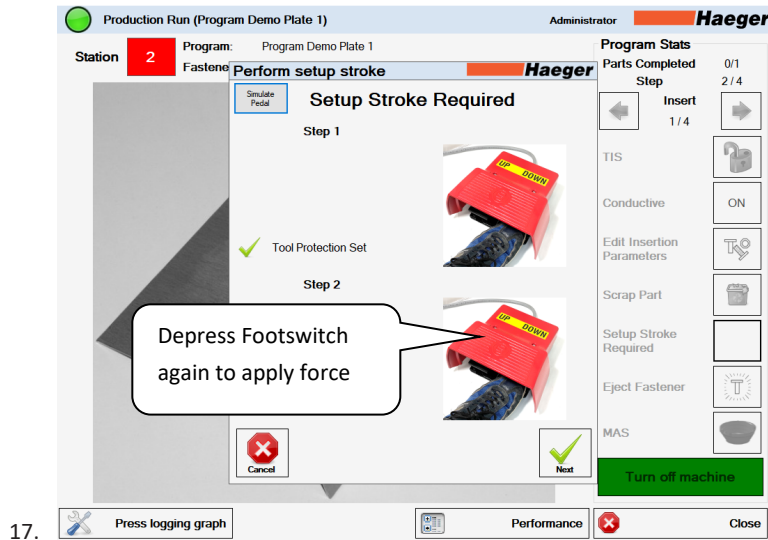 Production Run (Program Demo Plate 1)
Administrator
Haeger
Station
2
Program: Program Demo Plate 1
Fastene
Perform setup stroke
Haeger
Simulate
Pedal
Setup Stroke Required
Step 1
UP DOWN
Tool Protection Set
Step 2
UP DOWN
Depress Footswitch
again to apply force
Cancel
Next
Program Stats
Parts Completed 0/1
Step 2 / 4
Insert
1 / 4
TIS
Conductive ON
Edit Insertion
Parameters
Scrap Part
Setup Stroke
Required
Eject Fastener
MAS
Turn off machine
17.
Press logging graph
Performance
Close